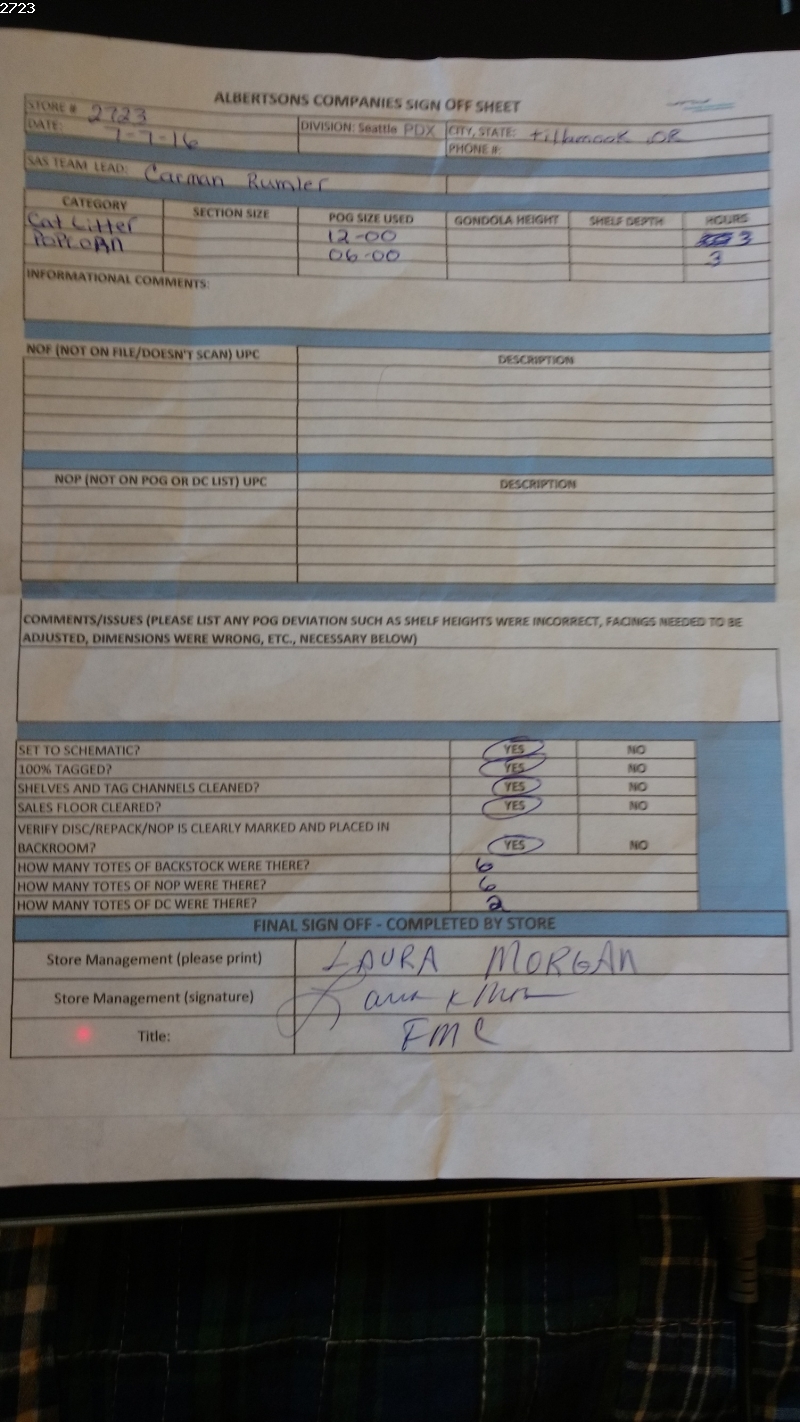 2723
ALBERTSONS COMPANIES SIGN OFF SHEET
STORE # 2723
DATE: 7-7-16 DIVISION: Seattle PDX CITY, STATE: tillamook OR
PHONE #:
SAS TEAM LEAD: Carman Rumler
CATEGORY SECTION SIZE POG SIZE USED GONDOLA HEIGHT SHELF DEPTH HOURS
Cat Litter 12-00 3
POPCORN 06-00 3
INFORMATIONAL COMMENTS:
NOF (NOT ON FILE/DOESN'T SCAN) UPC DESCRIPTION
NOP (NOT ON POG OR DC LIST) UPC DESCRIPTION
COMMENTS/ISSUES (PLEASE LIST ANY POG DEVIATION SUCH AS SHELF HEIGHTS WERE INCORRECT, FACINGS NEEDED TO BE
ADJUSTED, DIMENSIONS WERE WRONG, ETC., NECESSARY BELOW)
SET TO SCHEMATIC? YES NO
100% TAGGED? YES NO
SHELVES AND TAG CHANNELS CLEANED? YES NO
SALES FLOOR CLEARED? YES NO
VERIFY DISC/REPACK/NOP IS CLEARLY MARKED AND PLACED IN
BACKROOM? YES NO
HOW MANY TOTES OF BACKSTOCK WERE THERE? 6
HOW MANY TOTES OF NOP WERE THERE? 6
HOW MANY TOTES OF DC WERE THERE? 2
FINAL SIGN OFF - COMPLETED BY STORE
Store Management (please print) LAURA MORGAN
Store Management (signature)
Title: FMC